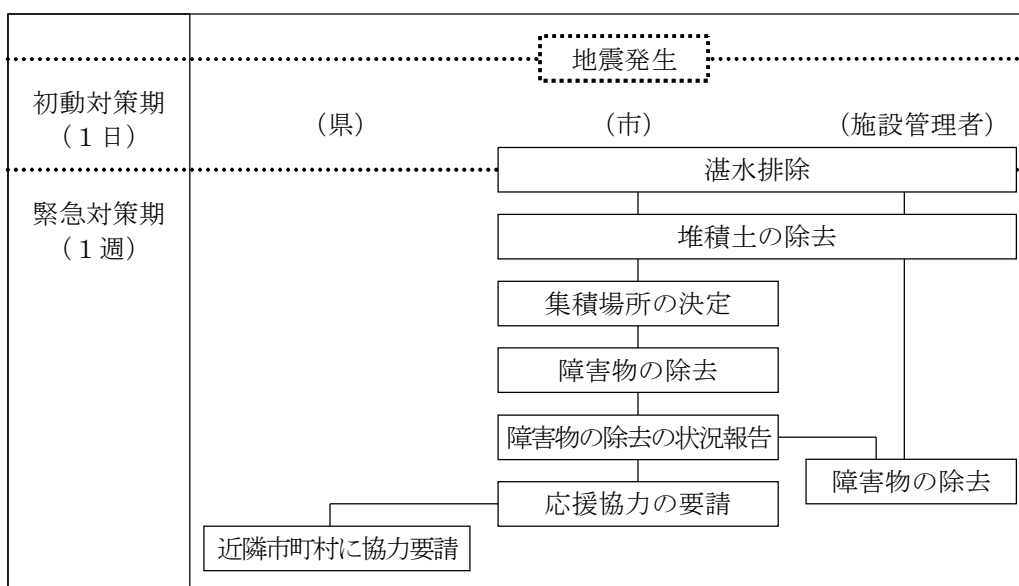 地震発生
初動対策期
（１日）
（県）
（市）
（施設管理者）
湛水排除
緊急対策期
（１週）
堆積土の除去
集積場所の決定
障害物の除去
障害物の除去の状況報告
障害物の除去
応援協力の要請
近隣市町村に協力要請